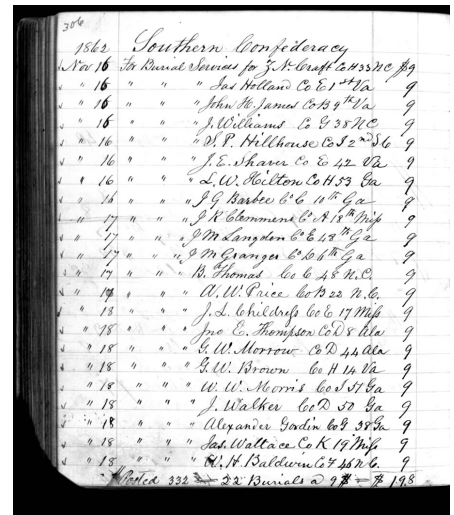 306
1862 Southern Confederacy
Nov 16 For Burial Services for Z. N. Craft Co H 33 NC $9
" 16 " " " Jas Holland Co E 1st Va 9
" 16 " " " John H. James Co B 9th Va 9
" 16 " " " J. Williams Co G 38 NC 9
" 16 " " " S. P. Hillhouse Co I 2nd S C 9
" 16 " " " J. E. Sharer Co E 42 Va 9
" 16 " " " L. W. Hilton Co H 53 Ga 9
" 16 " " " J G Barbee Co C 10th Ga 9
" 17 " " " J K Clemmens Co A 18th Miss 9
" 17 " " " J M Langdon Co E 48th Ga 9
" 17 " " " J M Granger Co 6th Ga 9
" 17 " " " B. Thomas Co C 48 N.C. 9
" 17 " " " A. W. Price Co B 22 N.C. 9
" 18 " " " J. L. Childress Co E 17 Miss 9
" 18 " " " Jno E. Thompson Co D 8 Ala 9
" 18 " " " G. W. Morrow Co D 44 Ala 9
" 18 " " " G. W. Brown Co H 14 Va 9
" 18 " " " W. W. Morris Co I 51 Ga 9
" 18 " " " J. Walker Co D 50 Ga 9
" 18 " " " Alexander Gordin Co G 38 Ga 9
" 18 " " " Jas. Wallace Co K 19 Miss 9
" 18 " " " W. H. Baldwin Co F 46 N.C. 9
Posted 332 22 Burials a 9 $ = $ 198